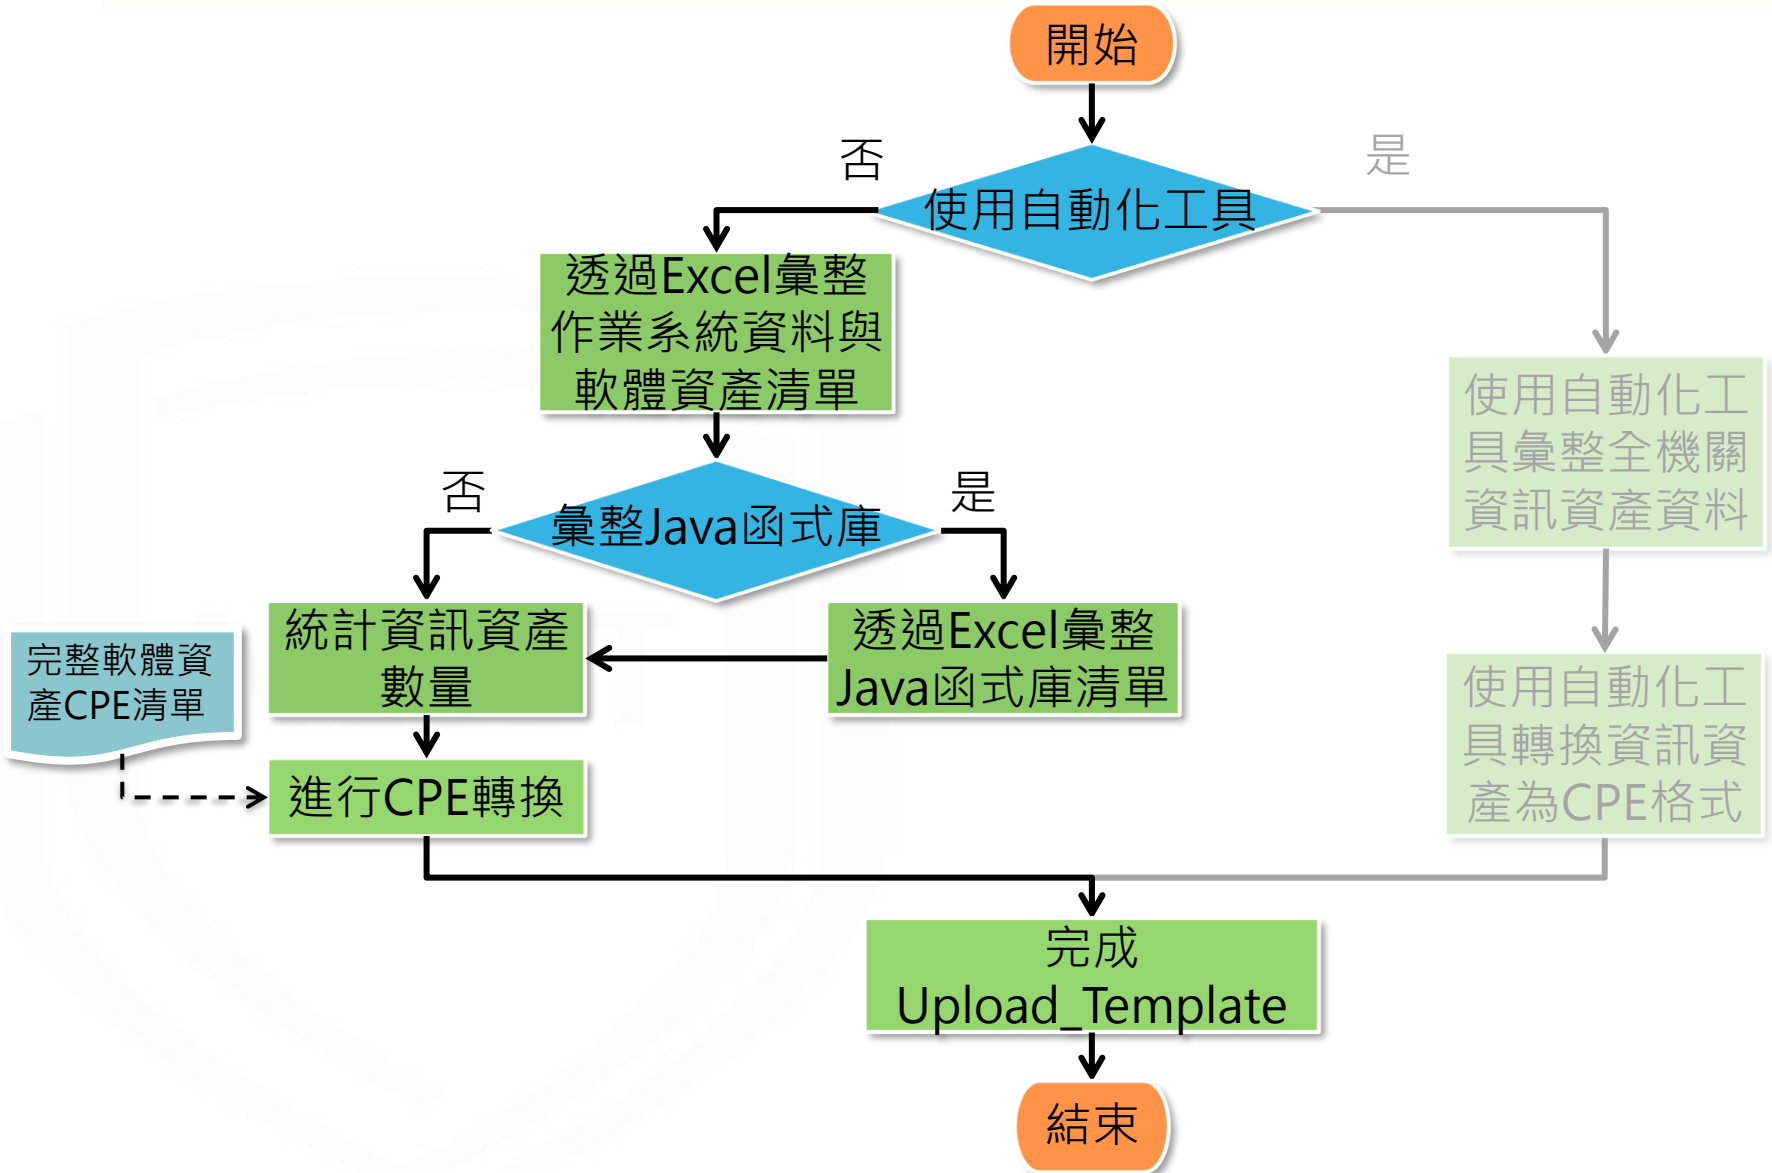 開始
否
是
使用自動化工具
透過Excel彙整
作業系統資料與
軟體資產清單
使用自動化工
具彙整全機關
資訊資產資料
否
是
彙整Java函式庫
統計資訊資產
數量
透過Excel彙整
Java函式庫清單
完整軟體資
產CPE清單
進行CPE轉換
使用自動化工
具轉換資訊資
產為CPE格式
完成
Upload_Template
結束